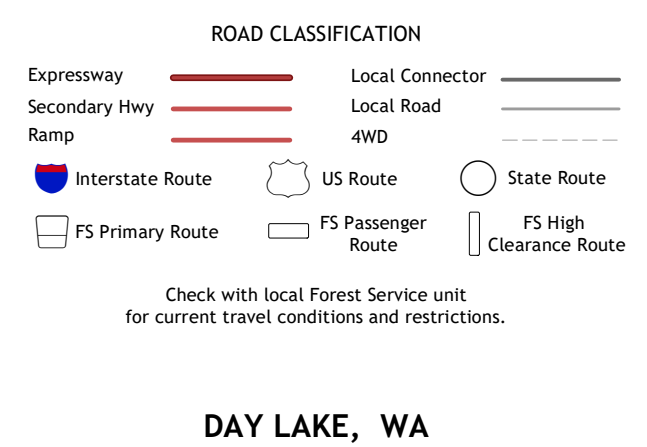 ROAD CLASSIFICATION
Expressway
Local Connector
Secondary Hwy
Local Road
Ramp
4WD
Interstate Route
US Route
State Route
FS Primary Route
FS Passenger
Route
FS High
Clearance Route
Check with local Forest Service unit
for current travel conditions and restrictions.
DAY LAKE, WA